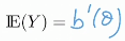 𝔼(Y) = b'(θ)